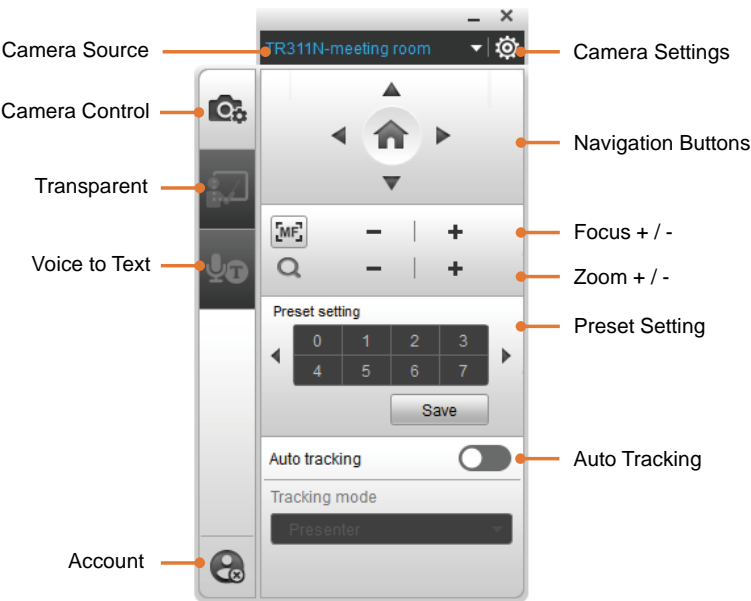 Camera Source
TR311N-meeting room
Camera Settings
Camera Control
Navigation Buttons
Transparent
Voice to Text
T
MF
− +
Focus + / -
− +
Zoom + / -
Preset setting
Preset Setting
0 1 2 3
4 5 6 7
Save
Auto tracking
Auto Tracking
Tracking mode
Presenter
Account